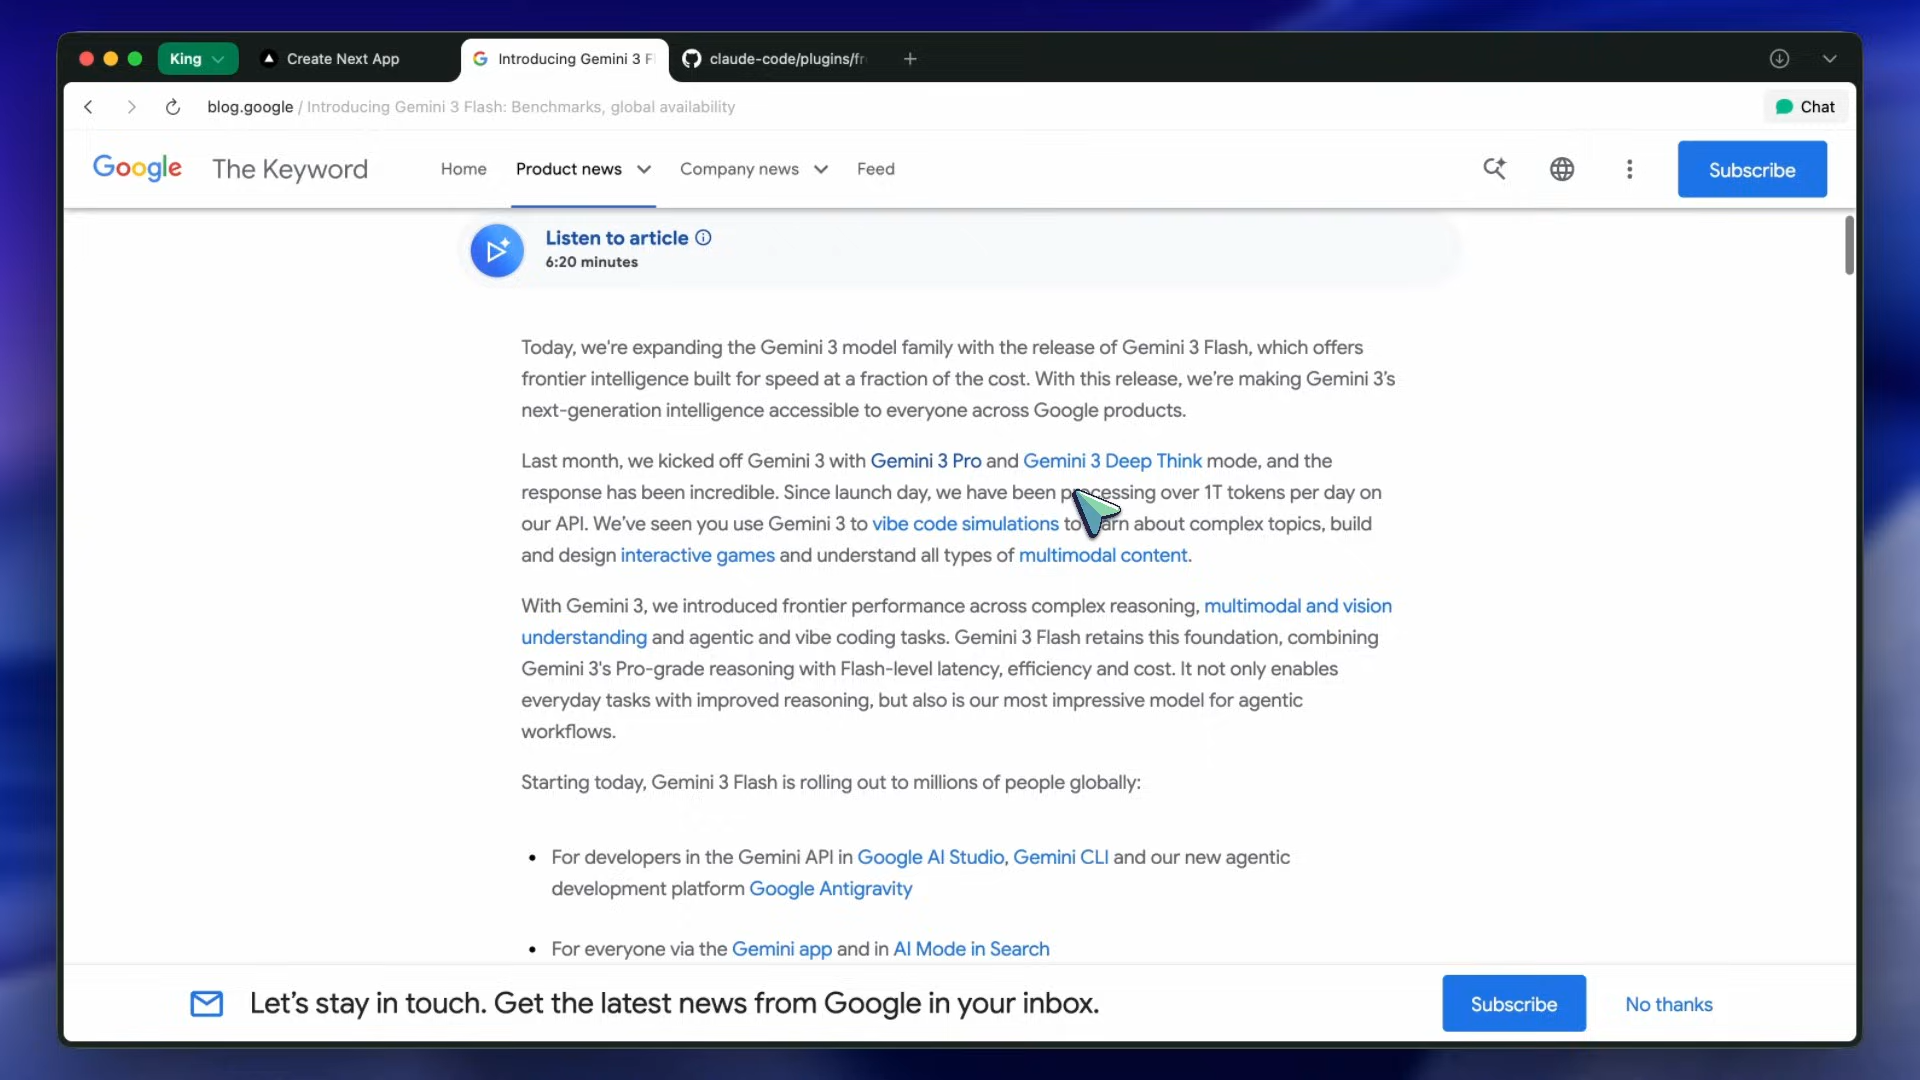 King
Create Next App
Introducing Gemini 3 F
claude-code/plugins/fr
blog.google / Introducing Gemini 3 Flash: Benchmarks, global availability
Chat
Google The Keyword
Home
Product news
Company news
Feed
Subscribe
Listen to article
6:20 minutes
Today, we're expanding the Gemini 3 model family with the release of Gemini 3 Flash, which offers
frontier intelligence built for speed at a fraction of the cost. With this release, we’re making Gemini 3’s
next-generation intelligence accessible to everyone across Google products.
Last month, we kicked off Gemini 3 with Gemini 3 Pro and Gemini 3 Deep Think mode, and the
response has been incredible. Since launch day, we have been processing over 1T tokens per day on
our API. We’ve seen you use Gemini 3 to vibe code simulations to learn about complex topics, build
and design interactive games and understand all types of multimodal content.
With Gemini 3, we introduced frontier performance across complex reasoning, multimodal and vision
understanding and agentic and vibe coding tasks. Gemini 3 Flash retains this foundation, combining
Gemini 3's Pro-grade reasoning with Flash-level latency, efficiency and cost. It not only enables
everyday tasks with improved reasoning, but also is our most impressive model for agentic
workflows.
Starting today, Gemini 3 Flash is rolling out to millions of people globally:
• For developers in the Gemini API in Google AI Studio, Gemini CLI and our new agentic
development platform Google Antigravity
• For everyone via the Gemini app and in AI Mode in Search
Let’s stay in touch. Get the latest news from Google in your inbox.
Subscribe
No thanks